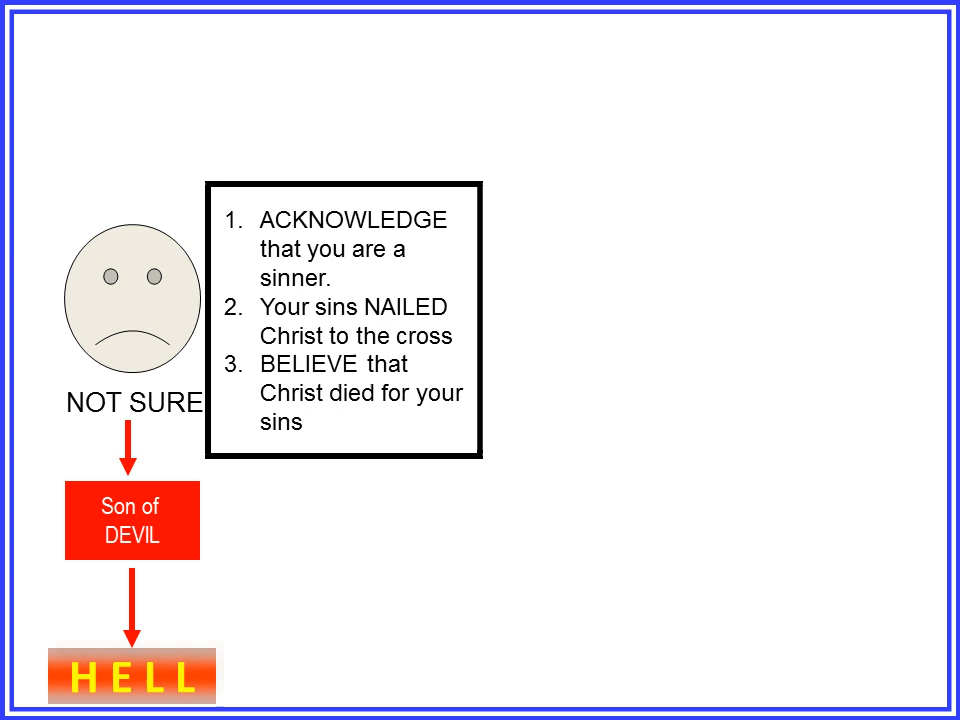 1. ACKNOWLEDGE
that you are a
sinner.
2. Your sins NAILED
Christ to the cross
3. BELIEVE that
Christ died for your
sins
NOT SURE
Son of
DEVIL
HELL